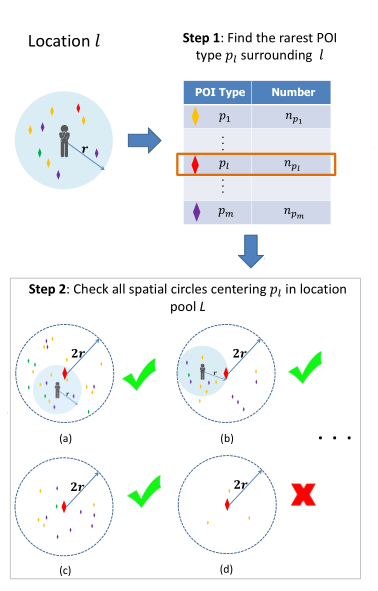 Location l
Step 1: Find the rarest POI
type p_l surrounding l
r
POI Type Number
p_1 n_{p_1}
⋮ ⋮
p_l n_{p_l}
⋮ ⋮
p_m n_{p_m}
Step 2: Check all spatial circles centering p_l in location
pool L
2r
r
2r
r
(a) (b)
. . .
2r
2r
(c) (d)